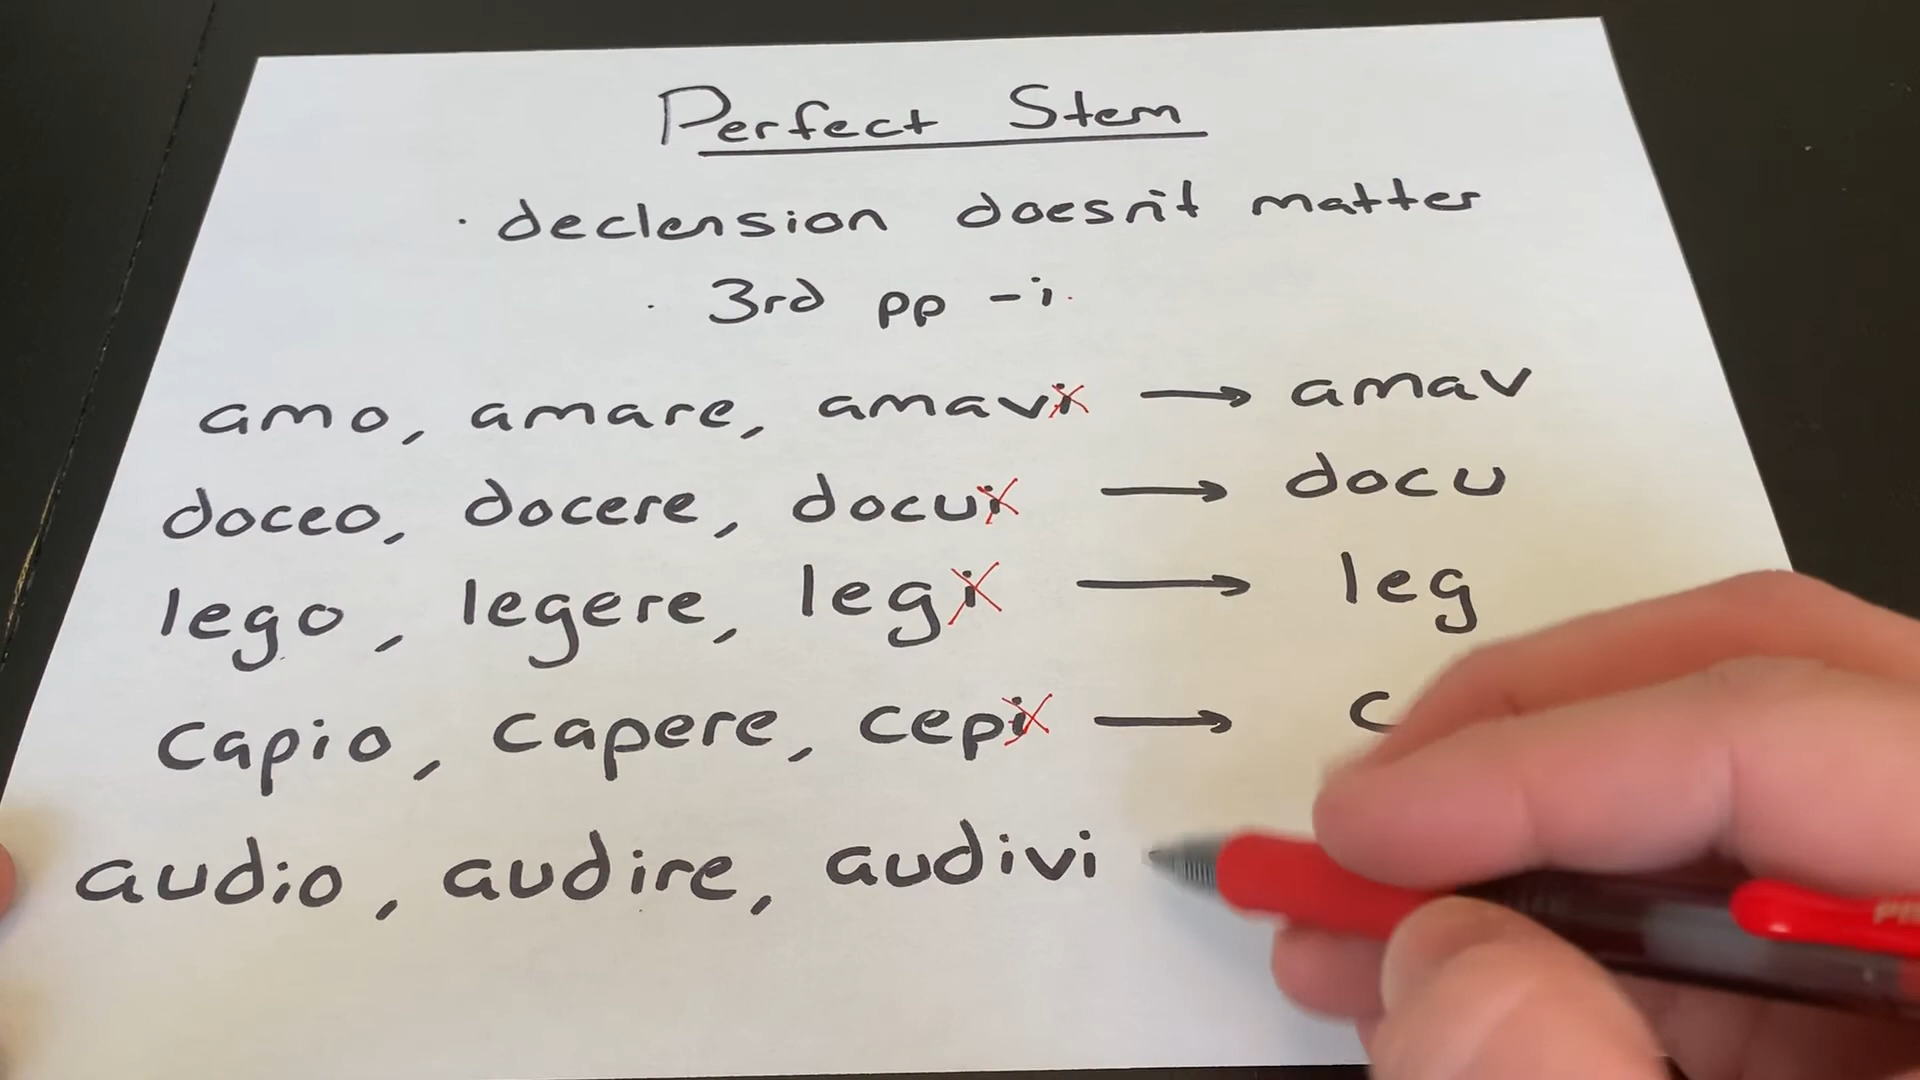 Perfect Stem
· declension doesn't matter
· 3rd pp -i
amo, amare, amavi → amav
doceo, docere, docui → docu
lego, legere, legi → leg
capio, capere, cepi → c
audio, audire, audivi